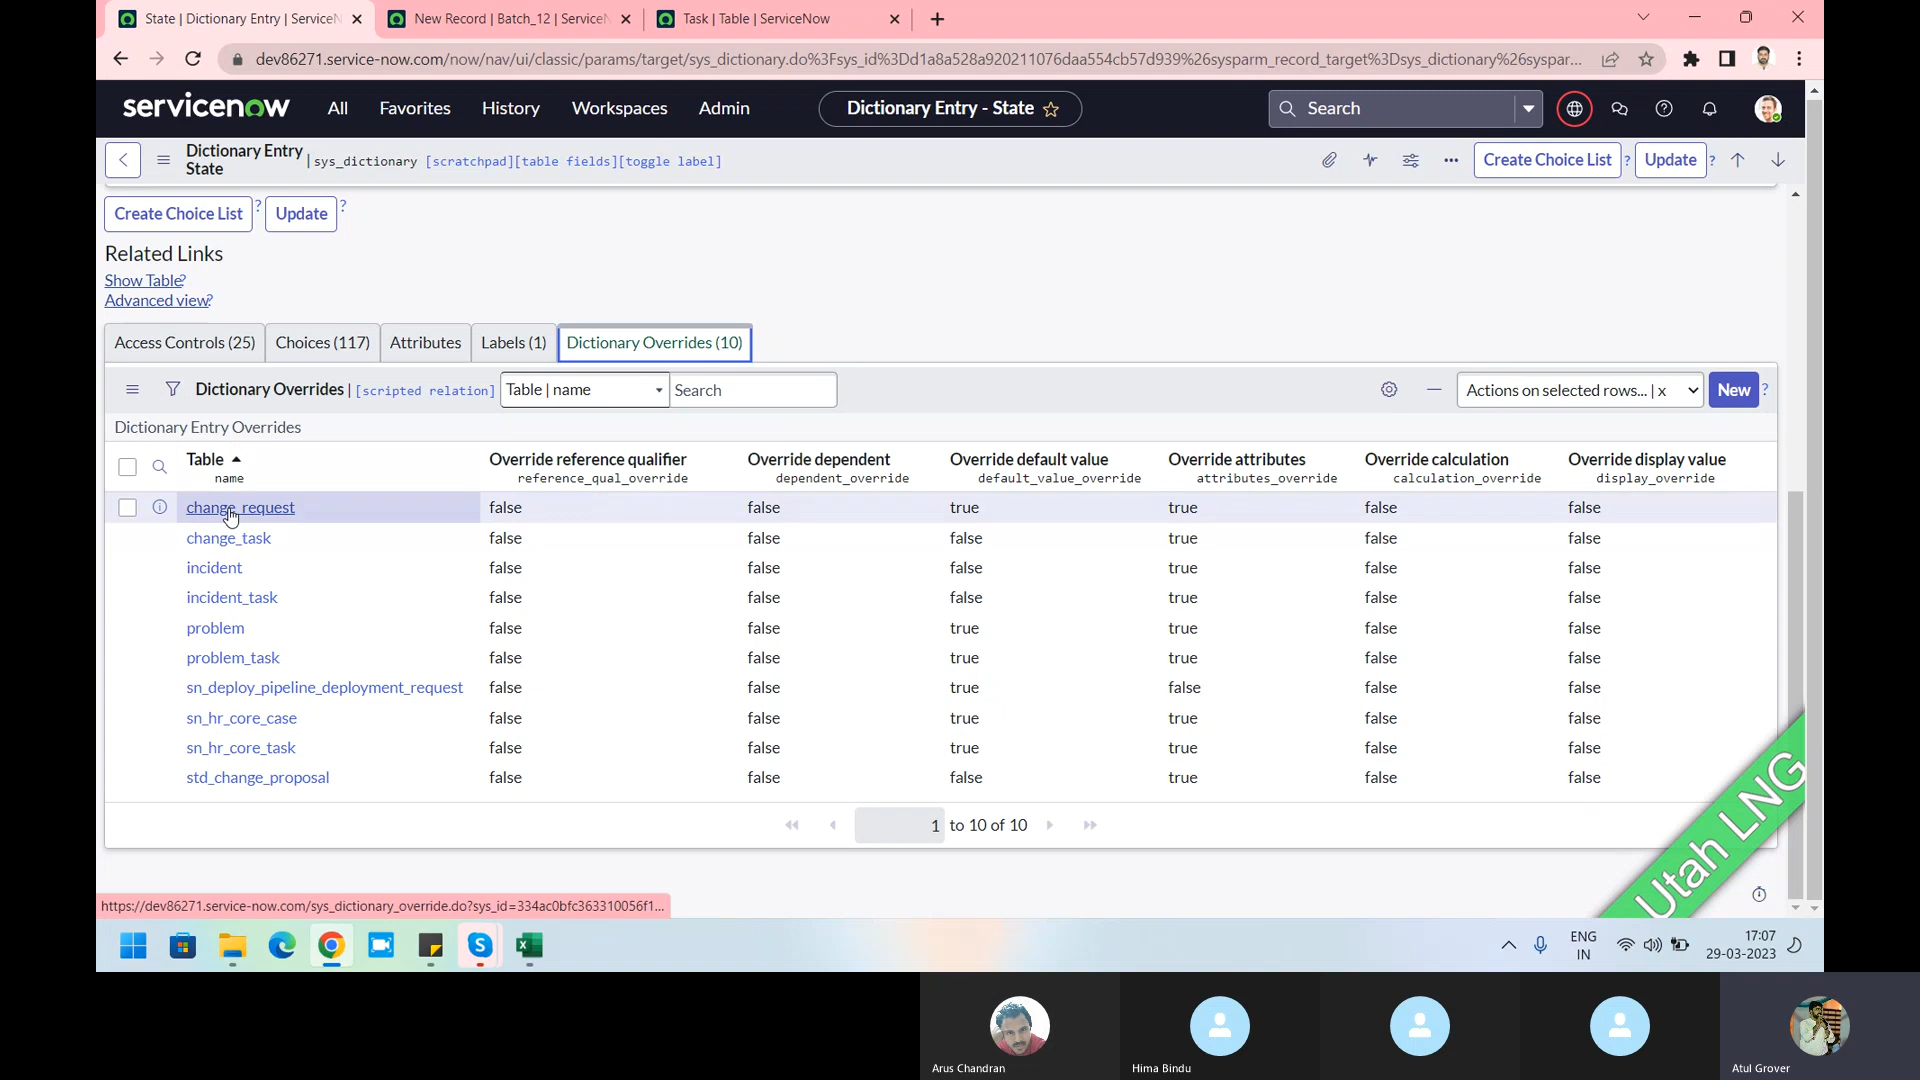 State | Dictionary Entry | ServiceN
New Record | Batch_12 | ServiceN
Task | Table | ServiceNow
dev86271.service-now.com/now/nav/ui/classic/params/target/sys_dictionary.do%3Fsys_id%3Dd1a8a528a920211076daa554cb57d939%26sysparm_record_target%3Dsys_dictionary%26syspar...
servicenow All Favorites History Workspaces Admin Dictionary Entry - State Search
Dictionary Entry
State
|sys_dictionary [scratchpad][table fields][toggle label]
Create Choice List ? Update ?
Create Choice List ? Update ?
Related Links
Show Table?
Advanced view?
Access Controls (25) Choices (117) Attributes Labels (1) Dictionary Overrides (10)
Dictionary Overrides | [scripted relation] Table | name Search Actions on selected rows... | x New ?
Dictionary Entry Overrides
Table Override reference qualifier Override dependent Override default value Override attributes Override calculation Override display value
name reference_qual_override dependent_override default_value_override attributes_override calculation_override display_override
change_request false false true true false false
change_task false false false true false false
incident false false false true false false
incident_task false false false true false false
problem false false true true false false
problem_task false false true true false false
sn_deploy_pipeline_deployment_request false false true false false false
sn_hr_core_case false false true true false false
sn_hr_core_task false false true true false false
std_change_proposal false false false true false false
1 to 10 of 10
Utah LNG
https://dev86271.service-now.com/sys_dictionary_override.do?sys_id=334ac0bfc363310056f1...
ENG
IN
17:07
29-03-2023
Arus Chandran
Hima Bindu
Atul Grover